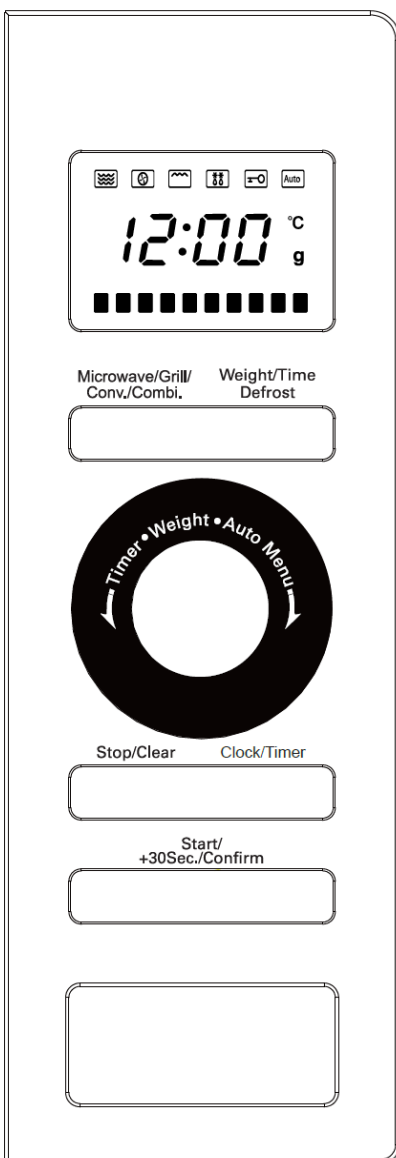 Auto
12:00
°C
g
Microwave/Grill/
Conv./Combi.
Weight/Time
Defrost
Timer•Weight•Auto Menu
Stop/Clear
Clock/Timer
Start/
+30Sec./Confirm